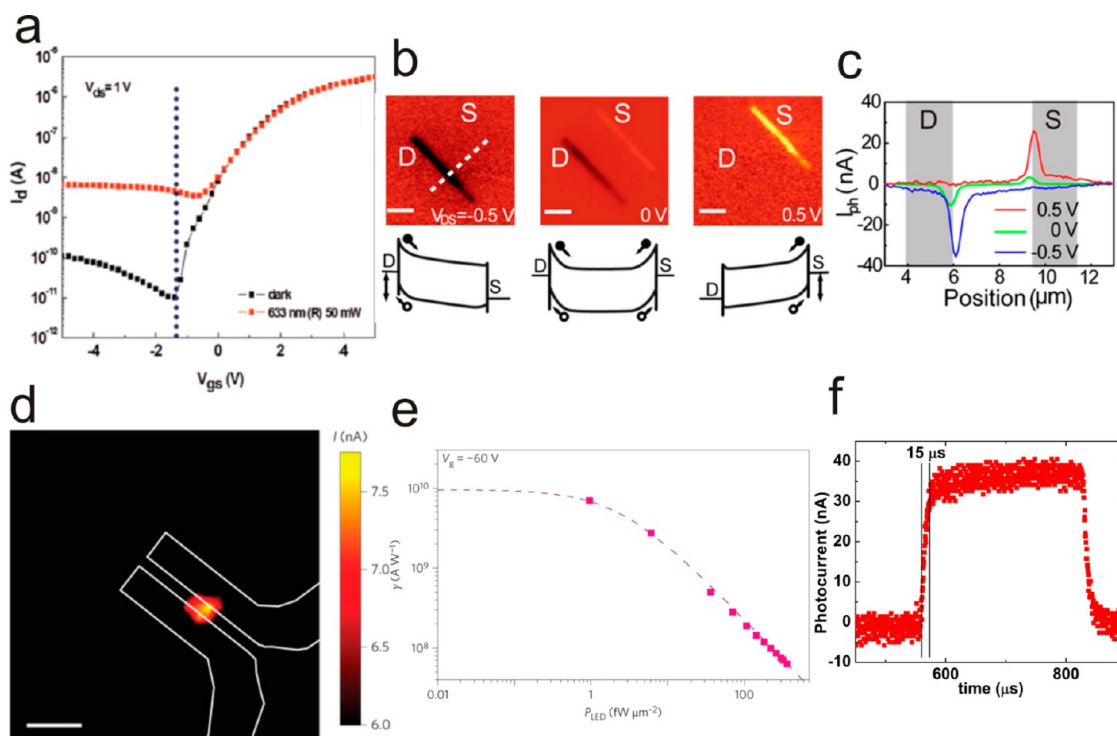 a
10⁻⁵
10⁻⁶
10⁻⁷
10⁻⁸
10⁻⁹
10⁻¹⁰
10⁻¹¹
10⁻¹²
I_d (A)
V_ds= 1 V
dark
633 nm (R) 50 mW
-4
-2
0
2
4
V_gs (V)
b
S
D
V_DS=-0.5 V
S
D
0 V
S
D
0.5 V
D
S
D
S
D
S
c
I_ph (nA)
40
20
0
-20
-40
D
S
0.5 V
0 V
-0.5 V
4
6
8
10
12
Position (μm)
d
I (nA)
7.5
7.0
6.5
6.0
e
V_g = −60 V
γ (A W⁻¹)
10¹⁰
10⁹
10⁸
0.01
1
100
P_LED (fW μm⁻²)
f
Photocurrent (nA)
50
40
30
20
10
0
-10
15 μs
600
800
time (μs)